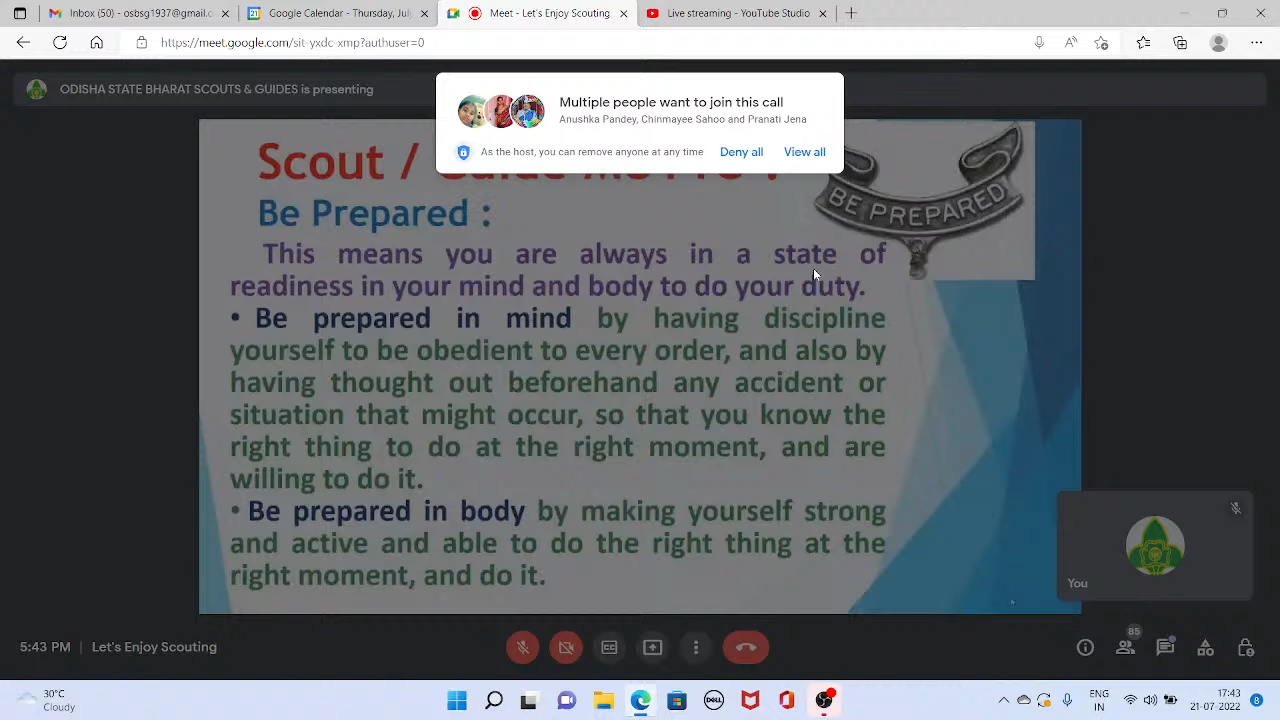 Inbox (50) - osbsg1937@gmail.c
Google Calendar - Thursday, July
Meet - Let's Enjoy Scouting
Live streaming - YouTube Studio
https://meet.google.com/sit-yxdc-xmp?authuser=0
ODISHA STATE BHARAT SCOUTS & GUIDES is presenting
Multiple people want to join this call
Anushka Pandey, Chinmayee Sahoo and Pranati Jena
As the host, you can remove anyone at any time
Deny all
View all
Scout /
BE PREPARED
Be Prepared :
This means you are always in a state of
readiness in your mind and body to do your duty.
• Be prepared in mind by having discipline
yourself to be obedient to every order, and also by
having thought out beforehand any accident or
situation that might occur, so that you know the
right thing to do at the right moment, and are
willing to do it.
• Be prepared in body by making yourself strong
and active and able to do the right thing at the
right moment, and do it.
You
5:43 PM | Let's Enjoy Scouting
CC
85
30°C
Cloudy
DELL
ENG
IN
17:43
21-07-2022
8